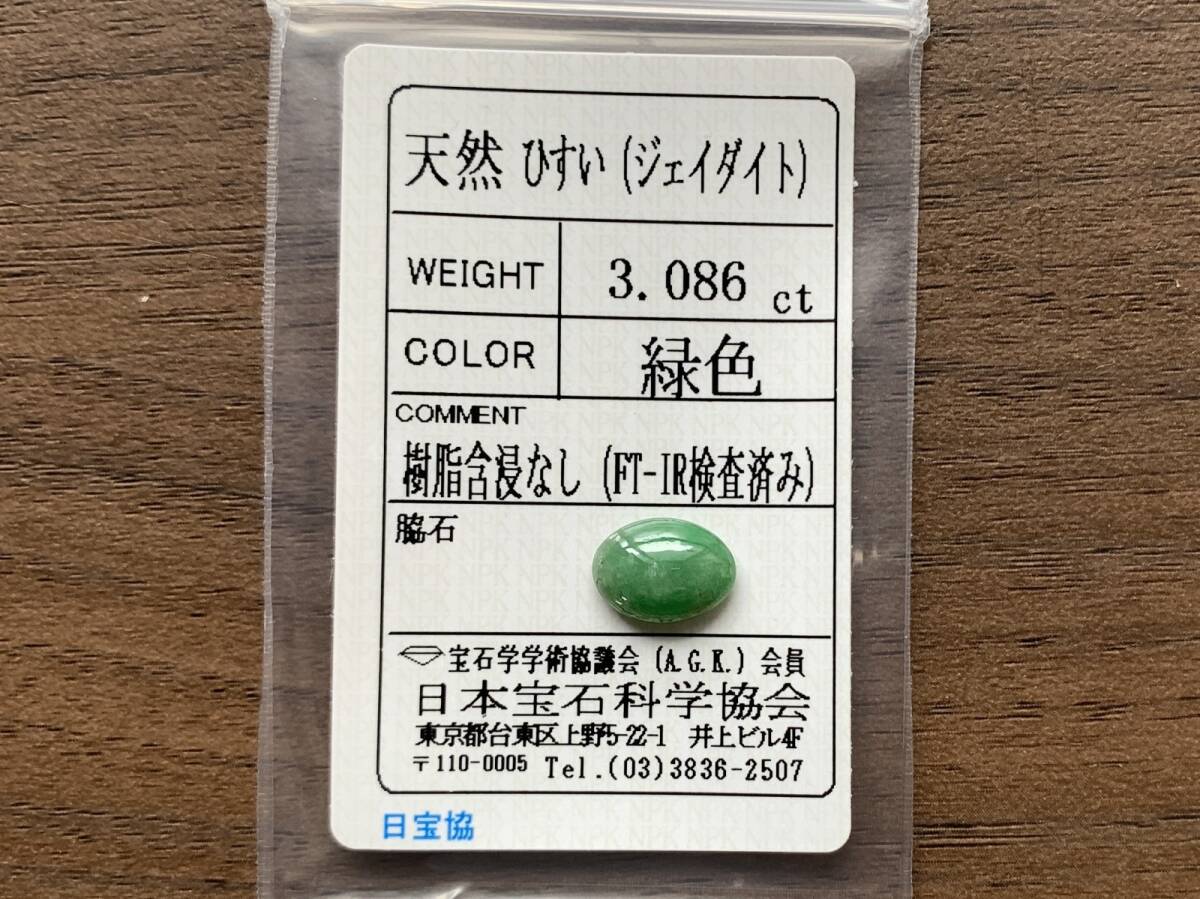 天然 ひすい (ジェイダイト)
WEIGHT 3.086 ct
COLOR 緑色
COMMENT
樹脂含浸なし (FT-IR検査済み)
脇石
宝石学学術協議会 (A.G.K.) 会員
日本宝石科学協会
東京都台東区上野5-22-1 井上ビル4F
〒110-0005 Tel.(03)3836-2507
日宝協